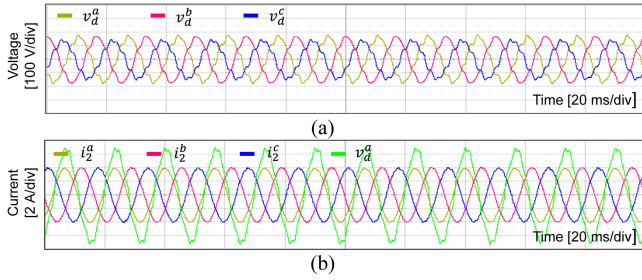 v_d^a v_d^b v_d^c
Voltage
[100 V/div]
Time [20 ms/div]
(a)
i_2^a i_2^b i_2^c v_d^a
Current
[2 A/div]
Time [20 ms/div]
(b)